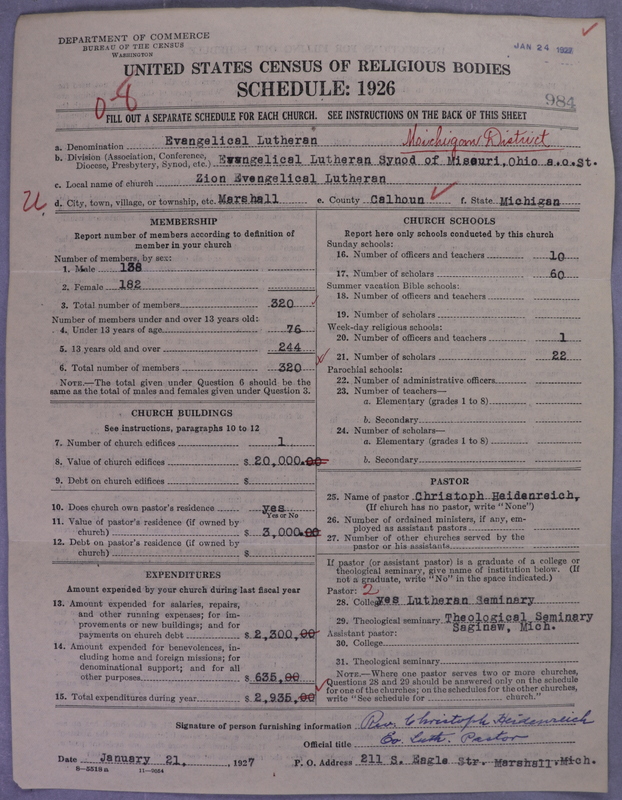 DEPARTMENT OF COMMERCE
BUREAU OF THE CENSUS
WASHINGTON
JAN 24 1927
UNITED STATES CENSUS OF RELIGIOUS BODIES
SCHEDULE: 1926
984
0-8
FILL OUT A SEPARATE SCHEDULE FOR EACH CHURCH. SEE INSTRUCTIONS ON THE BACK OF THIS SHEET
a. Denomination Evangelical Lutheran Michigan District
b. Division (Association, Conference, Diocese, Presbytery, Synod, etc.) Evangelical Lutheran Synod of Missuri,Ohio a.o.St.
c. Local name of church Zion Evangelical Lutheran
d. City, town, village, or township, etc. Marshall e. County Calhoun f. State Michigan
MEMBERSHIP
Report number of members according to definition of
member in your church
Number of members, by sex:
1. Male 138
2. Female 182
3. Total number of members 320
Number of members under and over 13 years old:
4. Under 13 years of age 76
5. 13 years old and over 244
6. Total number of members 320
NOTE.—The total given under Question 6 should be the
same as the total of males and females given under Question 3.
CHURCH BUILDINGS
See instructions, paragraphs 10 to 12
7. Number of church edifices 1
8. Value of church edifices $ 20,000.00
9. Debt on church edifices $
10. Does church own pastor's residence yes
Yes or No
11. Value of pastor's residence (if owned by
church) $ 3,000.00
12. Debt on pastor's residence (if owned by
church) $
EXPENDITURES
Amount expended by your church during last fiscal year
13. Amount expended for salaries, repairs,
and other running expenses; for im-
provements or new buildings; and for
payments on church debt $ 2,300,00
14. Amount expended for benevolences, in-
cluding home and foreign missions; for
denominational support; and for all
other purposes $ 635,00
15. Total expenditures during year $ 2,935,00
CHURCH SCHOOLS
Report here only schools conducted by this church
Sunday schools:
16. Number of officers and teachers 10
17. Number of scholars 60
Summer vacation Bible schools:
18. Number of officers and teachers
19. Number of scholars
Week-day religious schools:
20. Number of officers and teachers 1
21. Number of scholars 22
Parochial schools:
22. Number of administrative officers
23. Number of teachers—
a. Elementary (grades 1 to 8)
b. Secondary
24. Number of scholars—
a. Elementary (grades 1 to 8)
b. Secondary
PASTOR
25. Name of pastor Christoph Heidenreich,
(If church has no pastor, write "None")
26. Number of ordained ministers, if any, em-
ployed as assistant pastors
27. Number of other churches served by the
pastor or his assistants
If pastor (or assistant pastor) is a graduate of a college or
theological seminary, give name of institution below. (If
not a graduate, write "No" in the space indicated.)
Pastor: 2
28. College yes Lutheran Seminary
29. Theological seminary Theological Seminary
Saginaw, Mich.
Assistant pastor:
30. College
31. Theological seminary
NOTE.—Where one pastor serves two or more churches,
Questions 28 and 29 should be answered only on the schedule
for one of the churches; on the schedules for the other churches,
write "See schedule for church."
Signature of person furnishing information Rev. Christoph Heidenreich
Official title Ev. Luth. Pastor
Date January 21, 1927 P. O. Address 211 S. Eagle Str. Marshall, Mich.
8—5519a 11—9084